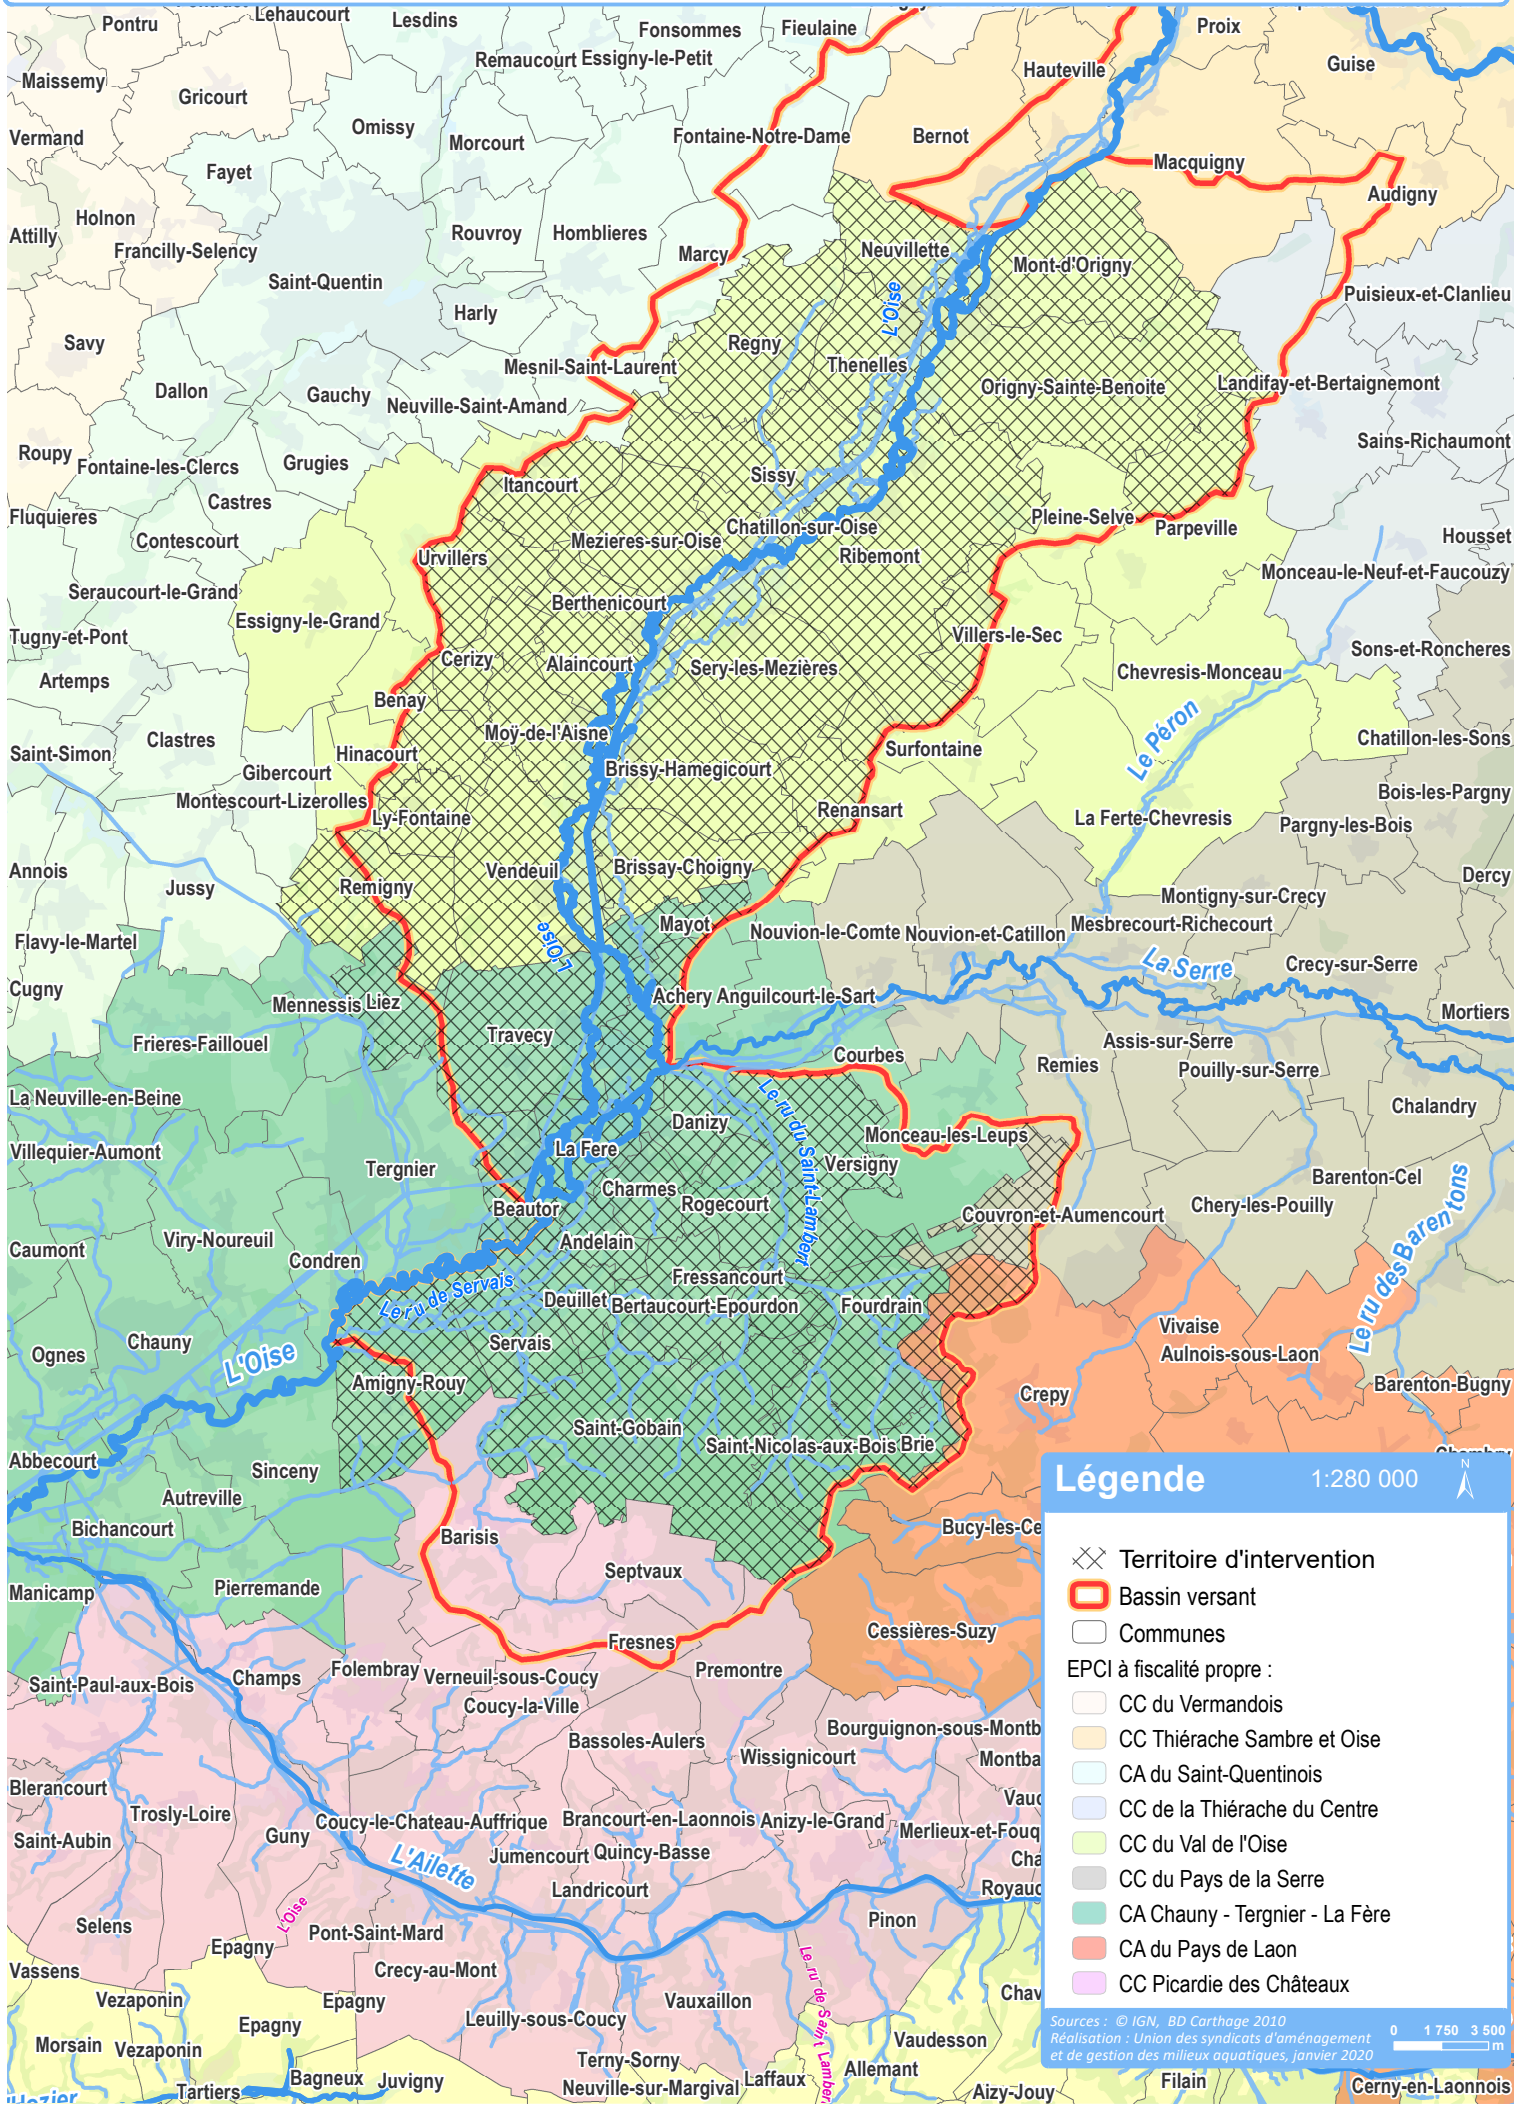 Pontru
Lehaucourt
Lesdins
Fonsommes
Fieulaine
Proix
Maissemy
Remaucourt
Essigny-le-Petit
Hauteville
Guise
Gricourt
Vermand
Omissy
Morcourt
Fontaine-Notre-Dame
Bernot
Macquigny
Fayet
Audigny
Holnon
Attilly
Francilly-Selency
Rouvroy
Homblieres
Marcy
Neuvillette
Mont-d'Origny
Saint-Quentin
L'Oise
Puisieux-et-Clanlieu
Harly
Savy
Regny
Mesnil-Saint-Laurent
Thenelles
Origny-Sainte-Benoite
Landifay-et-Bertaignemont
Dallon
Gauchy
Neuville-Saint-Amand
Roupy
Fontaine-les-Clercs
Grugies
Sains-Richaumont
Itancourt
Sissy
Castres
Fluquieres
Contescourt
Mezieres-sur-Oise
Chatillon-sur-Oise
Pleine-Selve
Parpeville
Housset
Urvillers
Ribemont
Monceau-le-Neuf-et-Faucouzy
Seraucourt-le-Grand
Essigny-le-Grand
Berthenicourt
Tugny-et-Pont
Villers-le-Sec
Sons-et-Roncheres
Artemps
Cerizy
Alaincourt
Sery-les-Mezières
Chevresis-Monceau
Benay
Le Péron
Saint-Simon
Clastres
Hinacourt
Moÿ-de-l'Aisne
Surfontaine
Chatillon-les-Sons
Gibercourt
Brissy-Hamegicourt
Montescourt-Lizerolles
Ly-Fontaine
Renansart
La Ferte-Chevresis
Bois-les-Pargny
Pargny-les-Bois
Annois
Jussy
Remigny
Vendeuil
Brissay-Choigny
Dercy
Montigny-sur-Crecy
Flavy-le-Martel
L'Oise
Mayot
Nouvion-le-Comte
Nouvion-et-Catillon
Mesbrecourt-Richecourt
La Serre
Crecy-sur-Serre
Cugny
Mennessis
Liez
Achery
Anguilcourt-le-Sart
Mortiers
Frieres-Faillouel
Travecy
Courbes
Remies
Assis-sur-Serre
Pouilly-sur-Serre
La Neuville-en-Beine
Le ru du Saint-Lambert
Chalandry
Danizy
Villequier-Aumont
Tergnier
La Fere
Monceau-les-Leups
Versigny
Barenton-Cel
Charmes
Rogecourt
Beautor
Couvron-et-Aumencourt
Chery-les-Pouilly
Le ru des Barentons
Caumont
Viry-Noureuil
Condren
Andelain
Fressancourt
Le ru de Servais
Deuillet
Bertaucourt-Epourdon
Fourdrain
Ognes
Chauny
L'Oise
Servais
Vivaise
Aulnois-sous-Laon
Amigny-Rouy
Crepy
Barenton-Bugny
Saint-Gobain
Saint-Nicolas-aux-Bois
Brie
Abbecourt
Sinceny
Autreville
Bichancourt
Barisis
Bucy-les-Ce
Manicamp
Pierremande
Septvaux
Cessières-Suzy
Fresnes
Saint-Paul-aux-Bois
Champs
Folembray
Verneuil-sous-Coucy
Premontre
Coucy-la-Ville
Bassoles-Aulers
Bourguignon-sous-Montb
Wissignicourt
Montba
Blerancourt
Trosly-Loire
Saint-Aubin
Guny
Coucy-le-Chateau-Auffrique
Brancourt-en-Laonnois
Anizy-le-Grand
Vauc
Merlieux-et-Fouq
L'Ailette
Jumencourt
Quincy-Basse
Cha
Landricourt
Royauc
L'Oise
Selens
Epagny
Pont-Saint-Mard
Pinon
Vassens
Crecy-au-Mont
Le ru de Saint Lamber
Vezaponin
Epagny
Vauxaillon
Chav
Epagny
Leuilly-sous-Coucy
Morsain
Vezaponin
Terny-Sorny
Vaudesson
Tartiers
Bagneux
Juvigny
Neuville-sur-Margival
Laffaux
Allemant
Aizy-Jouy
Filain
Cerny-en-Laonnois
Légende
1:280 000
N
Territoire d'intervention
Bassin versant
Communes
EPCI à fiscalité propre :
CC du Vermandois
CC Thiérache Sambre et Oise
CA du Saint-Quentinois
CC de la Thiérache du Centre
CC du Val de l'Oise
CC du Pays de la Serre
CA Chauny - Tergnier - La Fère
CA du Pays de Laon
CC Picardie des Châteaux
Sources : © IGN, BD Carthage 2010
Réalisation : Union des syndicats d'aménagement
et de gestion des milieux aquatiques, janvier 2020
0 1 750 3 500
m